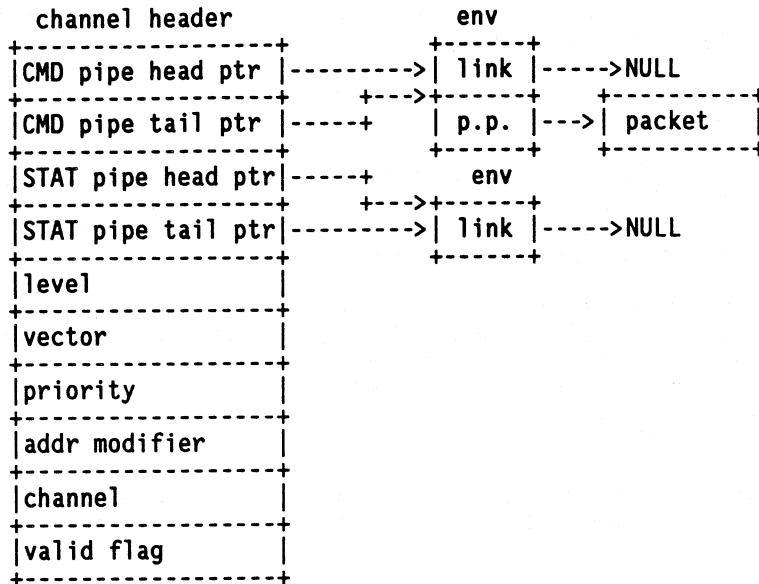 channel header env
CMD pipe head ptr link NULL
CMD pipe tail ptr p.p. packet
STAT pipe head ptr env
STAT pipe tail ptr link NULL
level
vector
priority
addr modifier
channel
valid flag